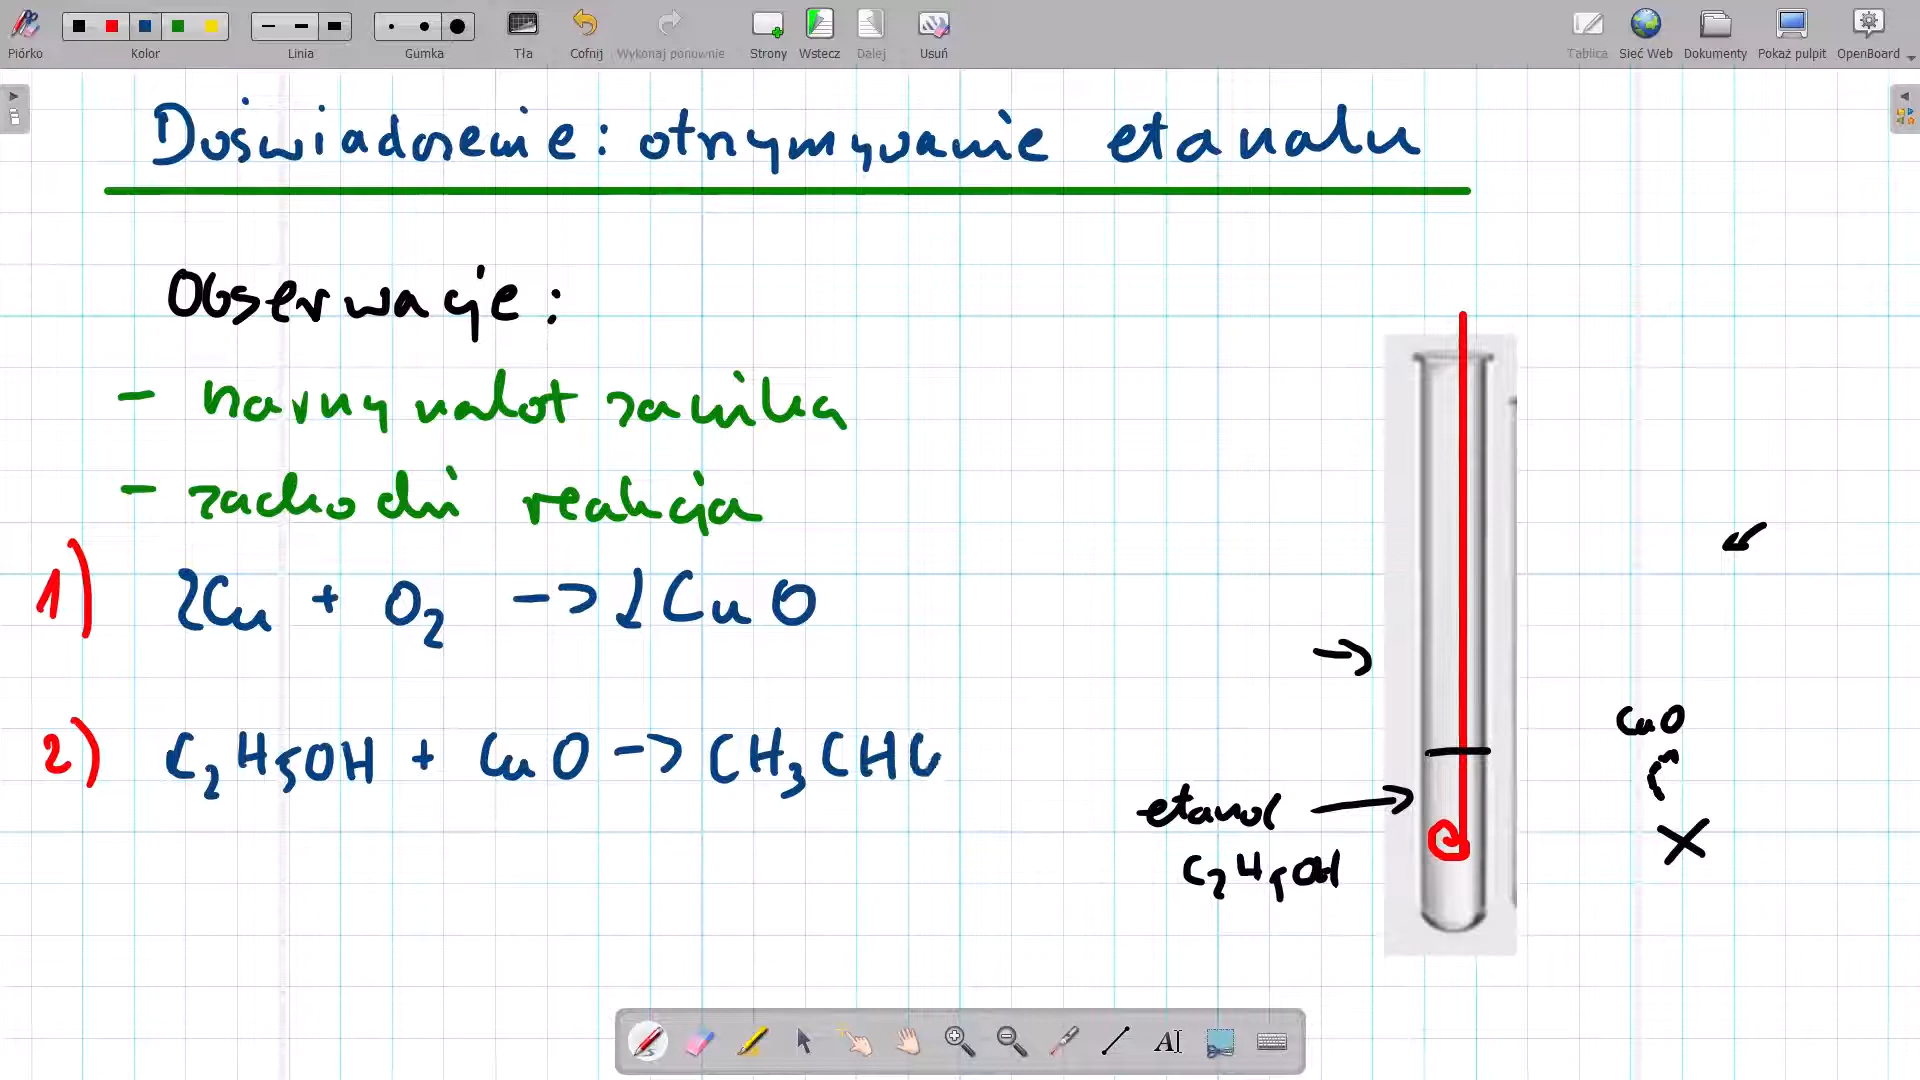 Piórko Kolor Linia Gumka Tła Cofnij Wykonaj ponownie Strony Wstecz Dalej Usuń Tablica Sieć Web Dokumenty Pokaż pulpit OpenBoard
Doświadczenie: otrzymywanie etanalu
Obserwacje:
- czarny nalot zanika
- zachodzi reakcja
1) 2Cu + O₂ -> 2CuO
2) C₂H₅OH + CuO -> CH₃CHO
CuO
etanol
C₂H₅OH